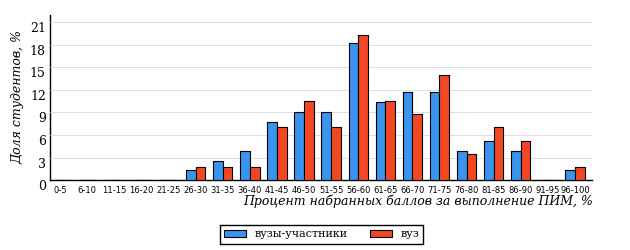 Доля студентов, %
21
18
15
12
9
6
3
0
0-5 6-10 11-15 16-20 21-25 26-30 31-35 36-40 41-45 46-50 51-55 56-60 61-65 66-70 71-75 76-80 81-85 86-90 91-95 96-100
Процент набранных баллов за выполнение ПИМ, %
вузы-участники вуз